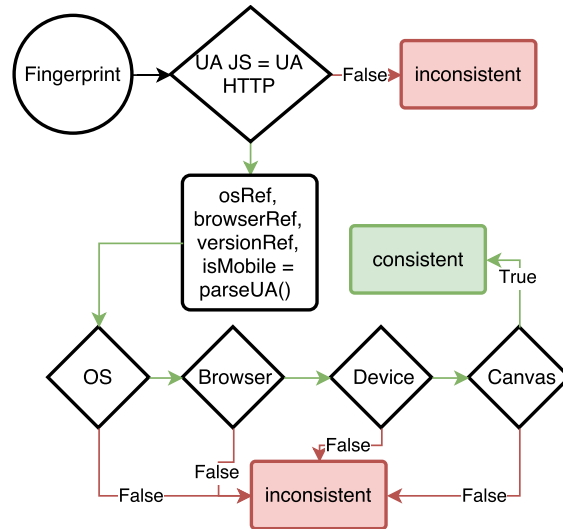 Fingerprint
UA JS = UA
HTTP
False
inconsistent
osRef,
browserRef,
versionRef,
isMobile =
parseUA()
consistent
True
OS
Browser
Device
Canvas
False
False
False
False
inconsistent